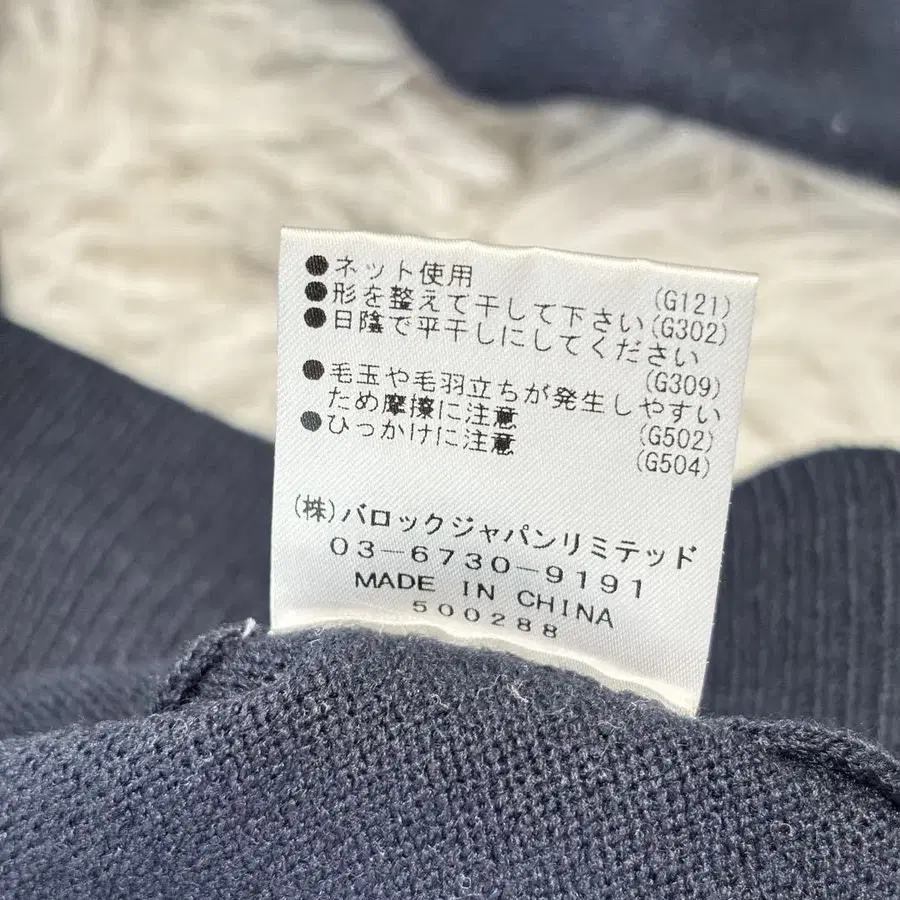 ●ネット使用 (G121)
●形を整えて干して下さい(G302)
●日陰で平干しにしてください
(G309)
●毛玉や毛羽立ちが発生しやすい
ため摩擦に注意 (G502)
●ひっかけに注意 (G504)
(株)バロックジャパンリミテッド
03-6730-9191
MADE IN CHINA
500288